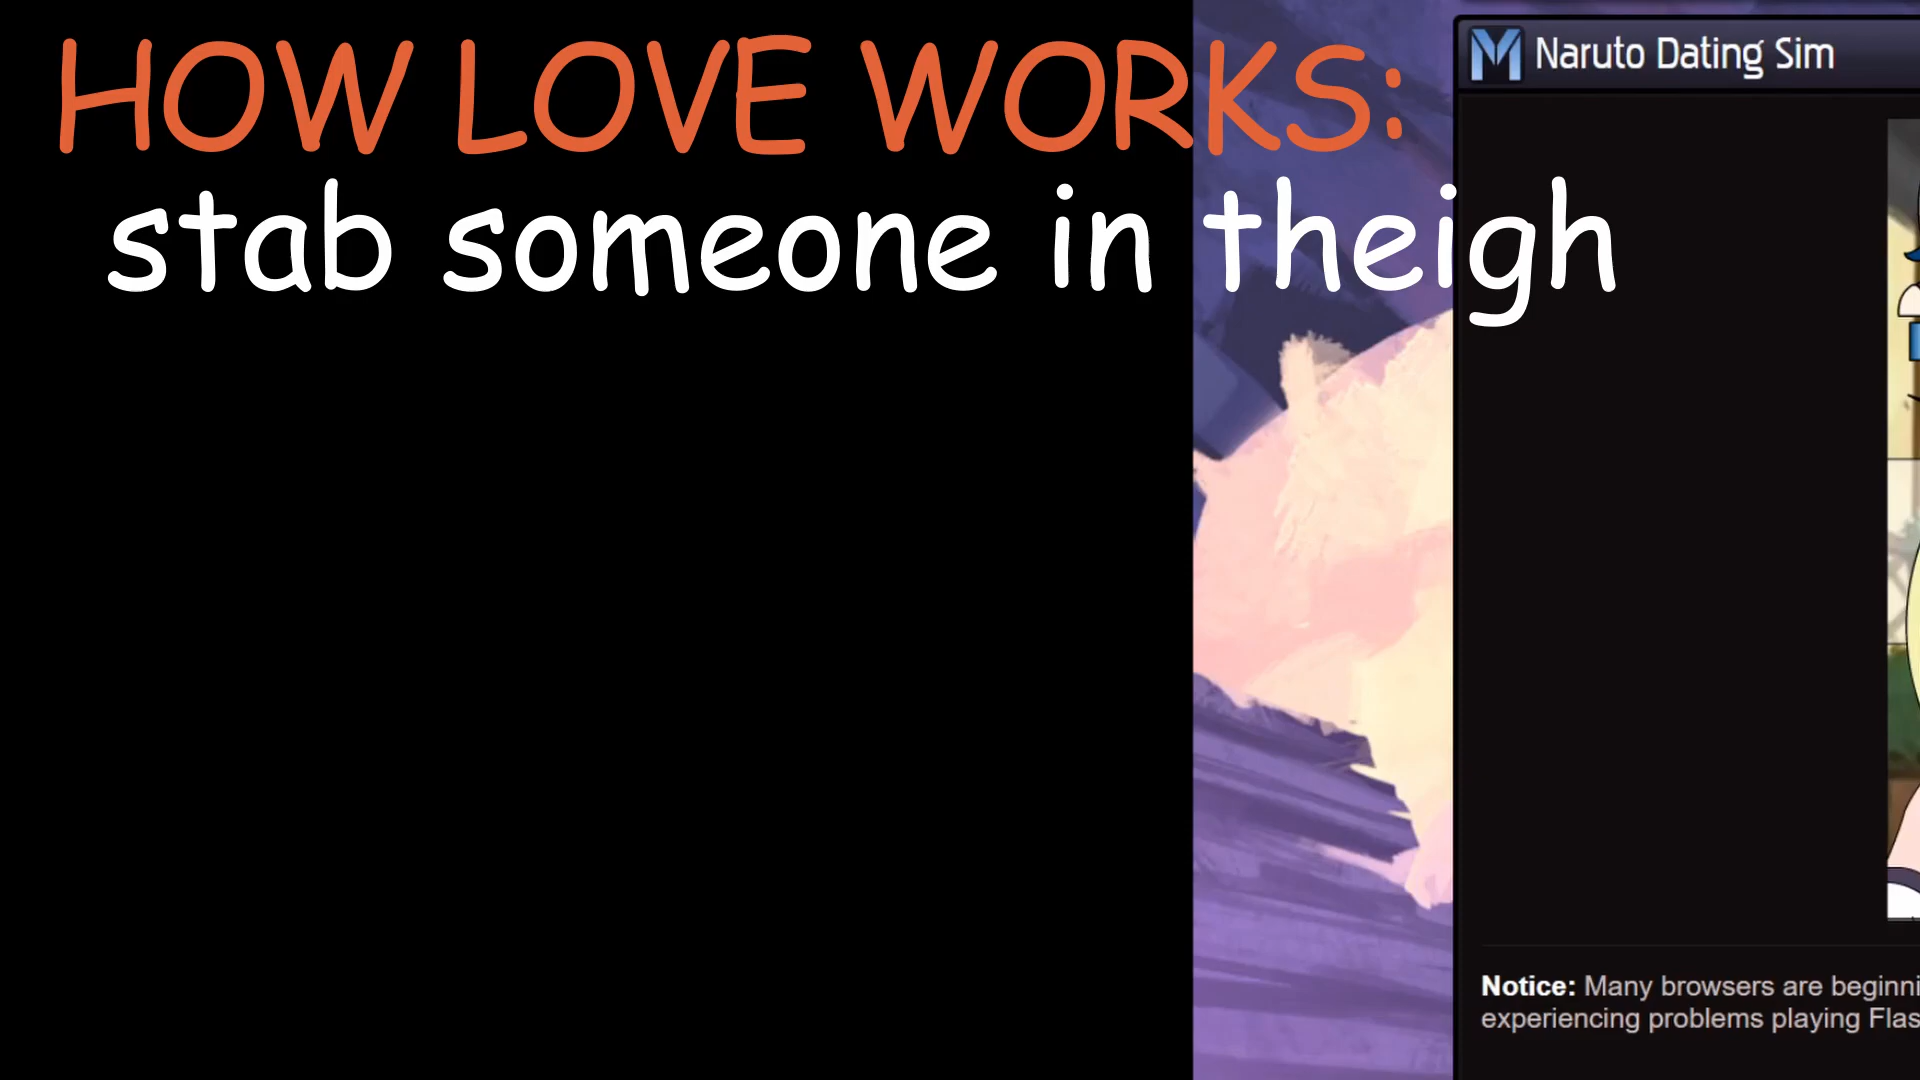 HOW LOVE WORKS:
stab someone in theigh
Naruto Dating Sim
Notice: Many browsers are beginni
experiencing problems playing Flas